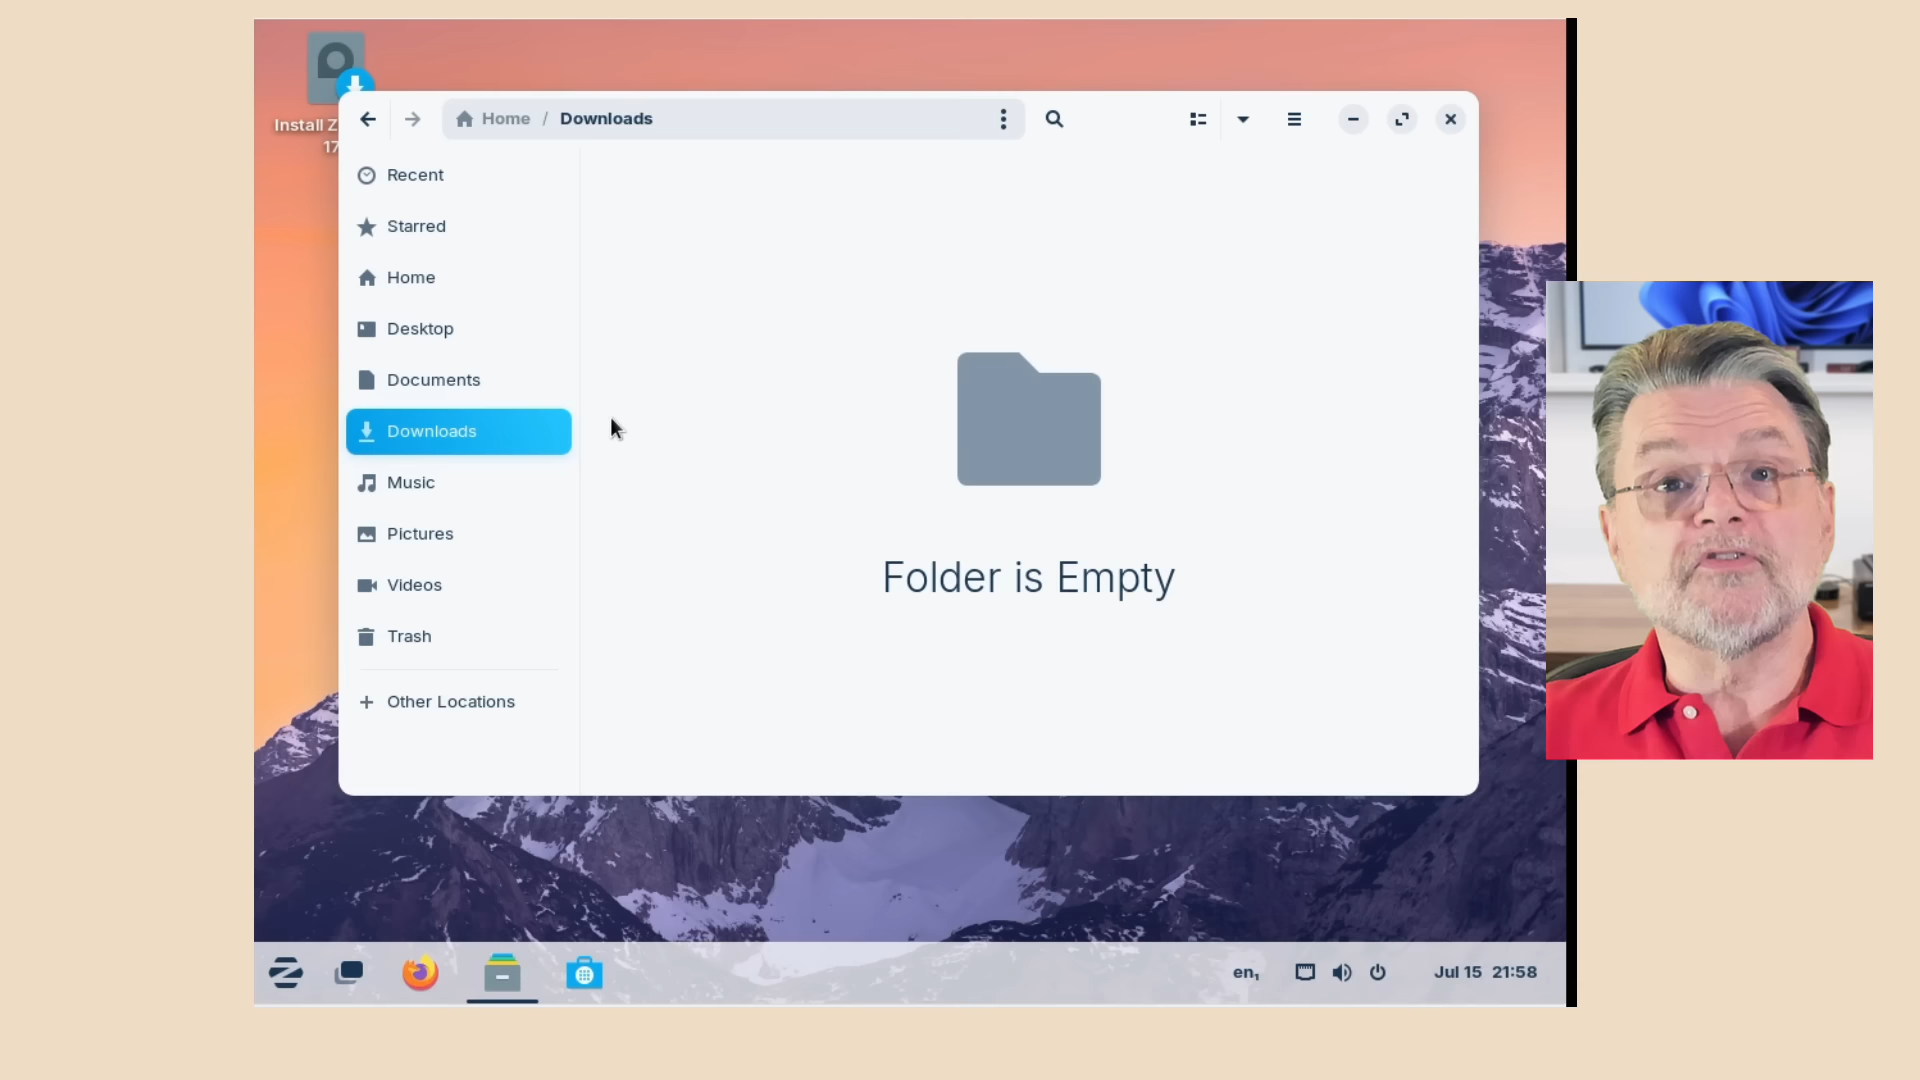 Install Z
17
Home / Downloads
Recent
Starred
Home
Desktop
Documents
Downloads
Music
Pictures
Videos
Trash
Other Locations
Folder is Empty
en₁
Jul 15 21:58